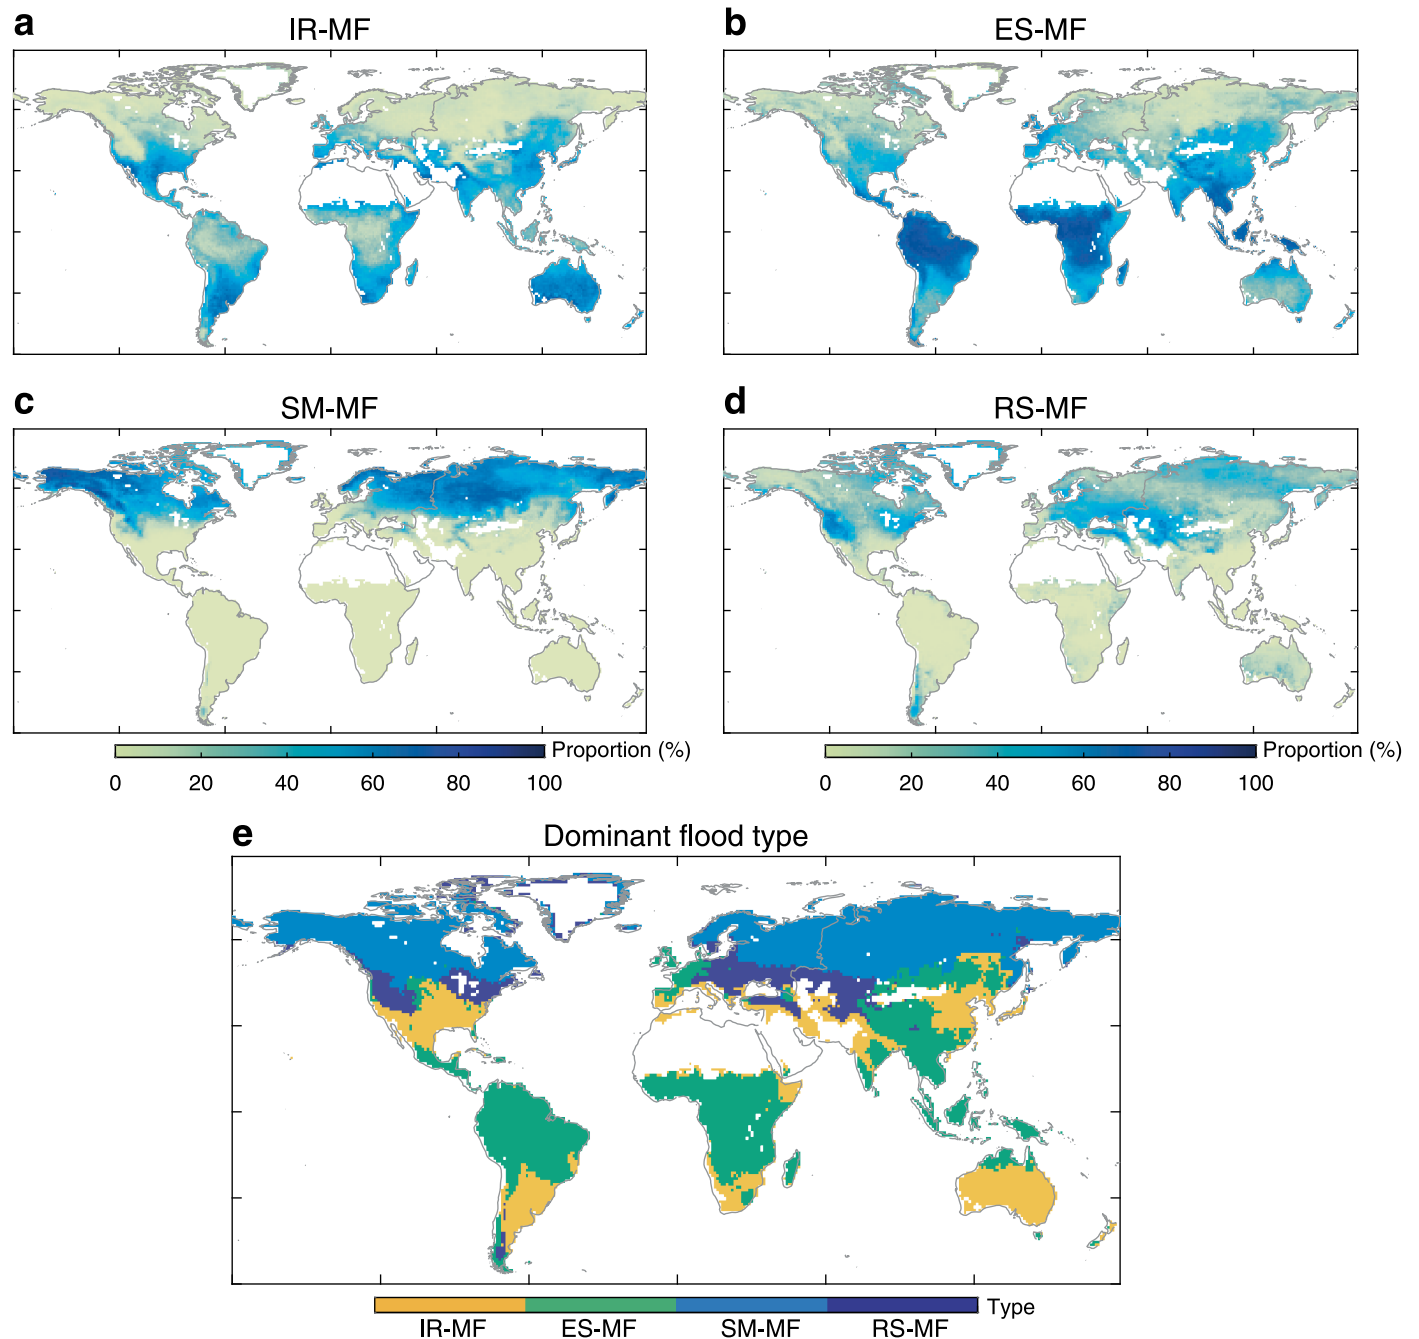 a IR-MF
b ES-MF
c SM-MF
d RS-MF
Proportion (%)
0 20 40 60 80 100
Proportion (%)
0 20 40 60 80 100
e Dominant flood type
Type
IR-MF ES-MF SM-MF RS-MF